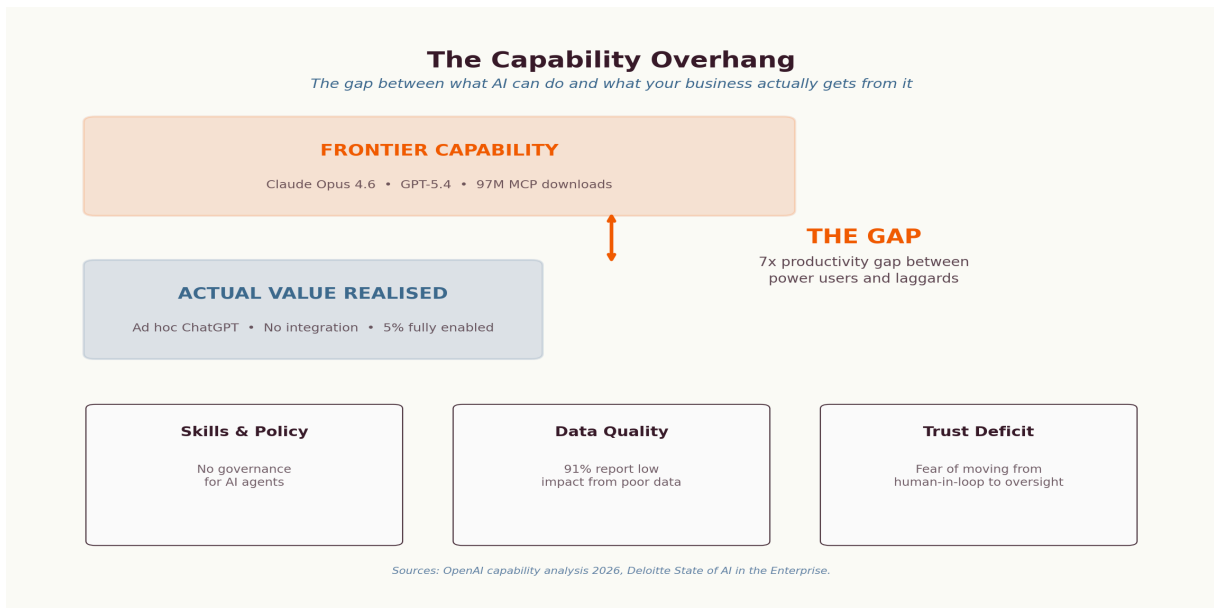 The Capability Overhang
The gap between what AI can do and what your business actually gets from it
FRONTIER CAPABILITY
Claude Opus 4.6 • GPT-5.4 • 97M MCP downloads
THE GAP
7x productivity gap between
power users and laggards
ACTUAL VALUE REALISED
Ad hoc ChatGPT • No integration • 5% fully enabled
Skills & Policy
No governance
for AI agents
Data Quality
91% report low
impact from poor data
Trust Deficit
Fear of moving from
human-in-loop to oversight
Sources: OpenAI capability analysis 2026, Deloitte State of AI in the Enterprise.